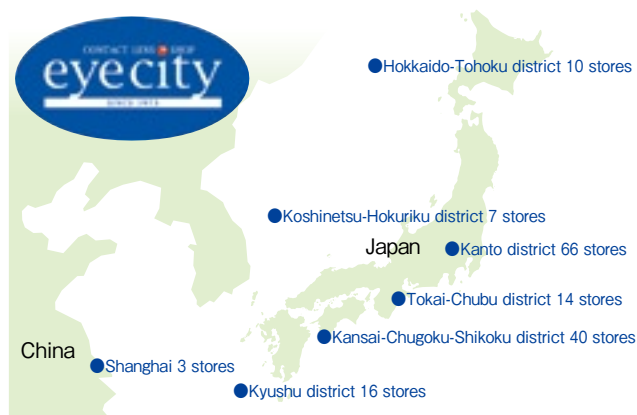 CONTACT LENS SHOP
eyecity
SINCE 1975
Hokkaido-Tohoku district 10 stores
Koshinetsu-Hokuriku district 7 stores
Japan
Kanto district 66 stores
Tokai-Chubu district 14 stores
Kansai-Chugoku-Shikoku district 40 stores
China
Shanghai 3 stores
Kyushu district 16 stores